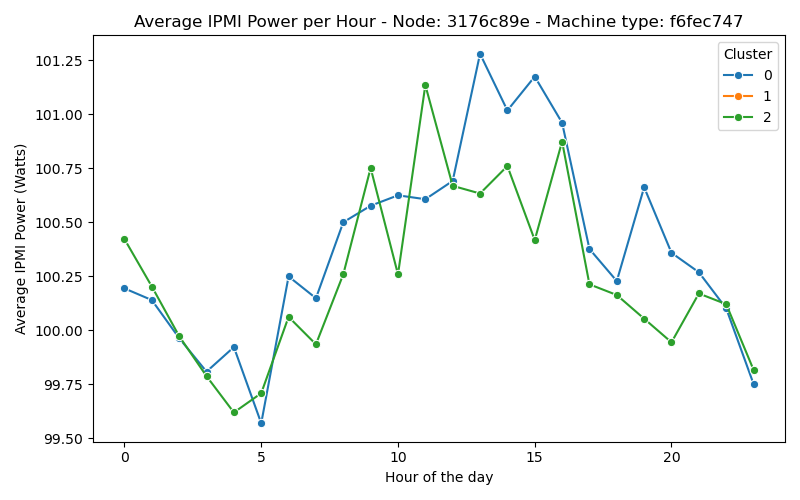 Average IPMI Power per Hour - Node: 3176c89e - Machine type: f6fec747
Cluster
0
1
2
101.25
101.00
100.75
100.50
100.25
100.00
99.75
99.50
Average IPMI Power (Watts)
0 5 10 15 20
Hour of the day